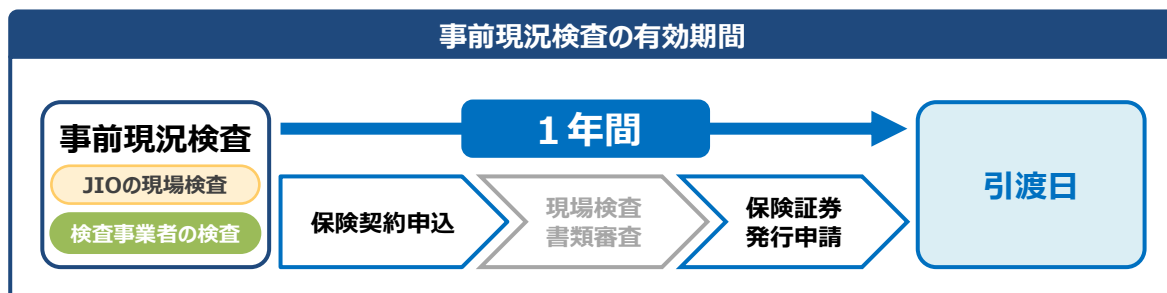 事前現況検査の有効期間
事前現況検査
JIOの現場検査
検査事業者の検査
１年間
保険契約申込
現場検査
書類審査
保険証券
発行申請
引渡日